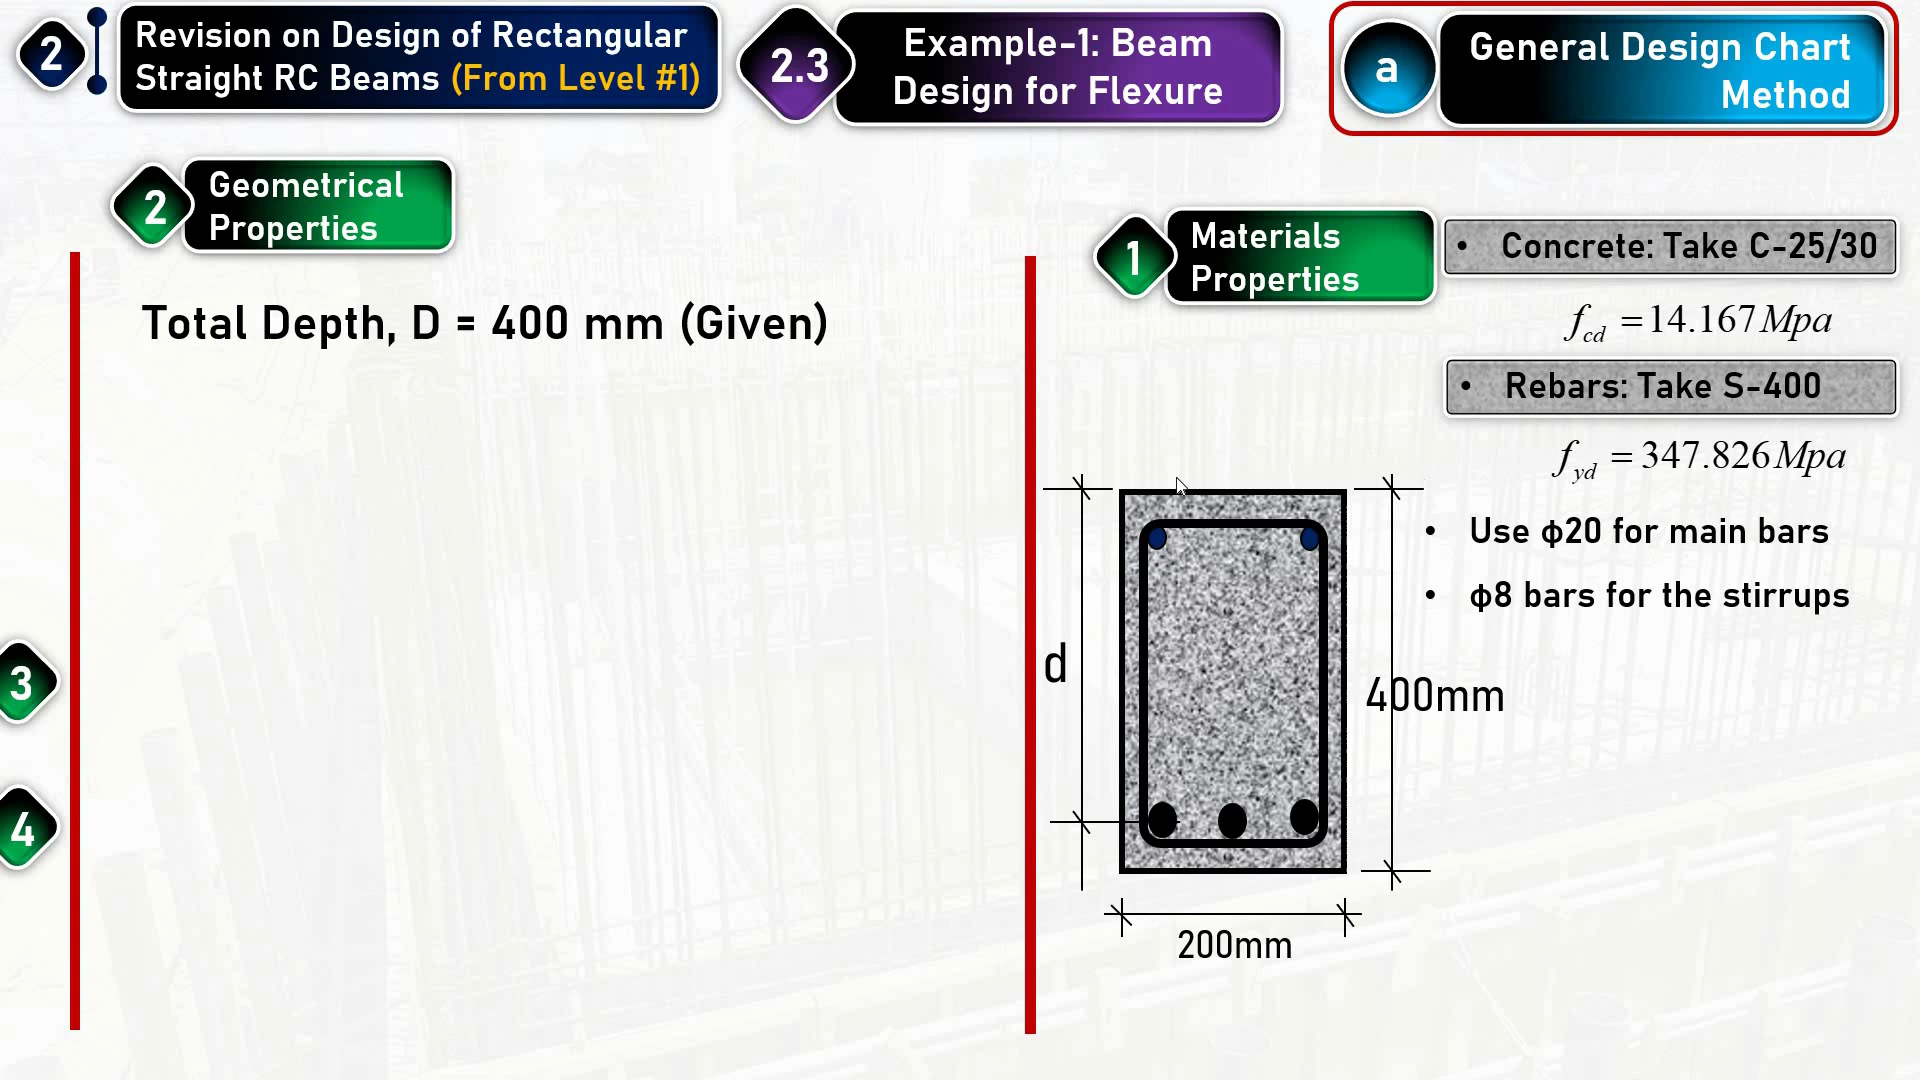 2
Revision on Design of Rectangular
Straight RC Beams (From Level #1)
2.3
Example-1: Beam
Design for Flexure
a
General Design Chart
Method
2
Geometrical
Properties
Total Depth, D = 400 mm (Given)
3
4
1
Materials
Properties
• Concrete: Take C-25/30
f_cd = 14.167 Mpa
• Rebars: Take S-400
f_yd = 347.826 Mpa
• Use ϕ20 for main bars
• ϕ8 bars for the stirrups
d
400mm
200mm